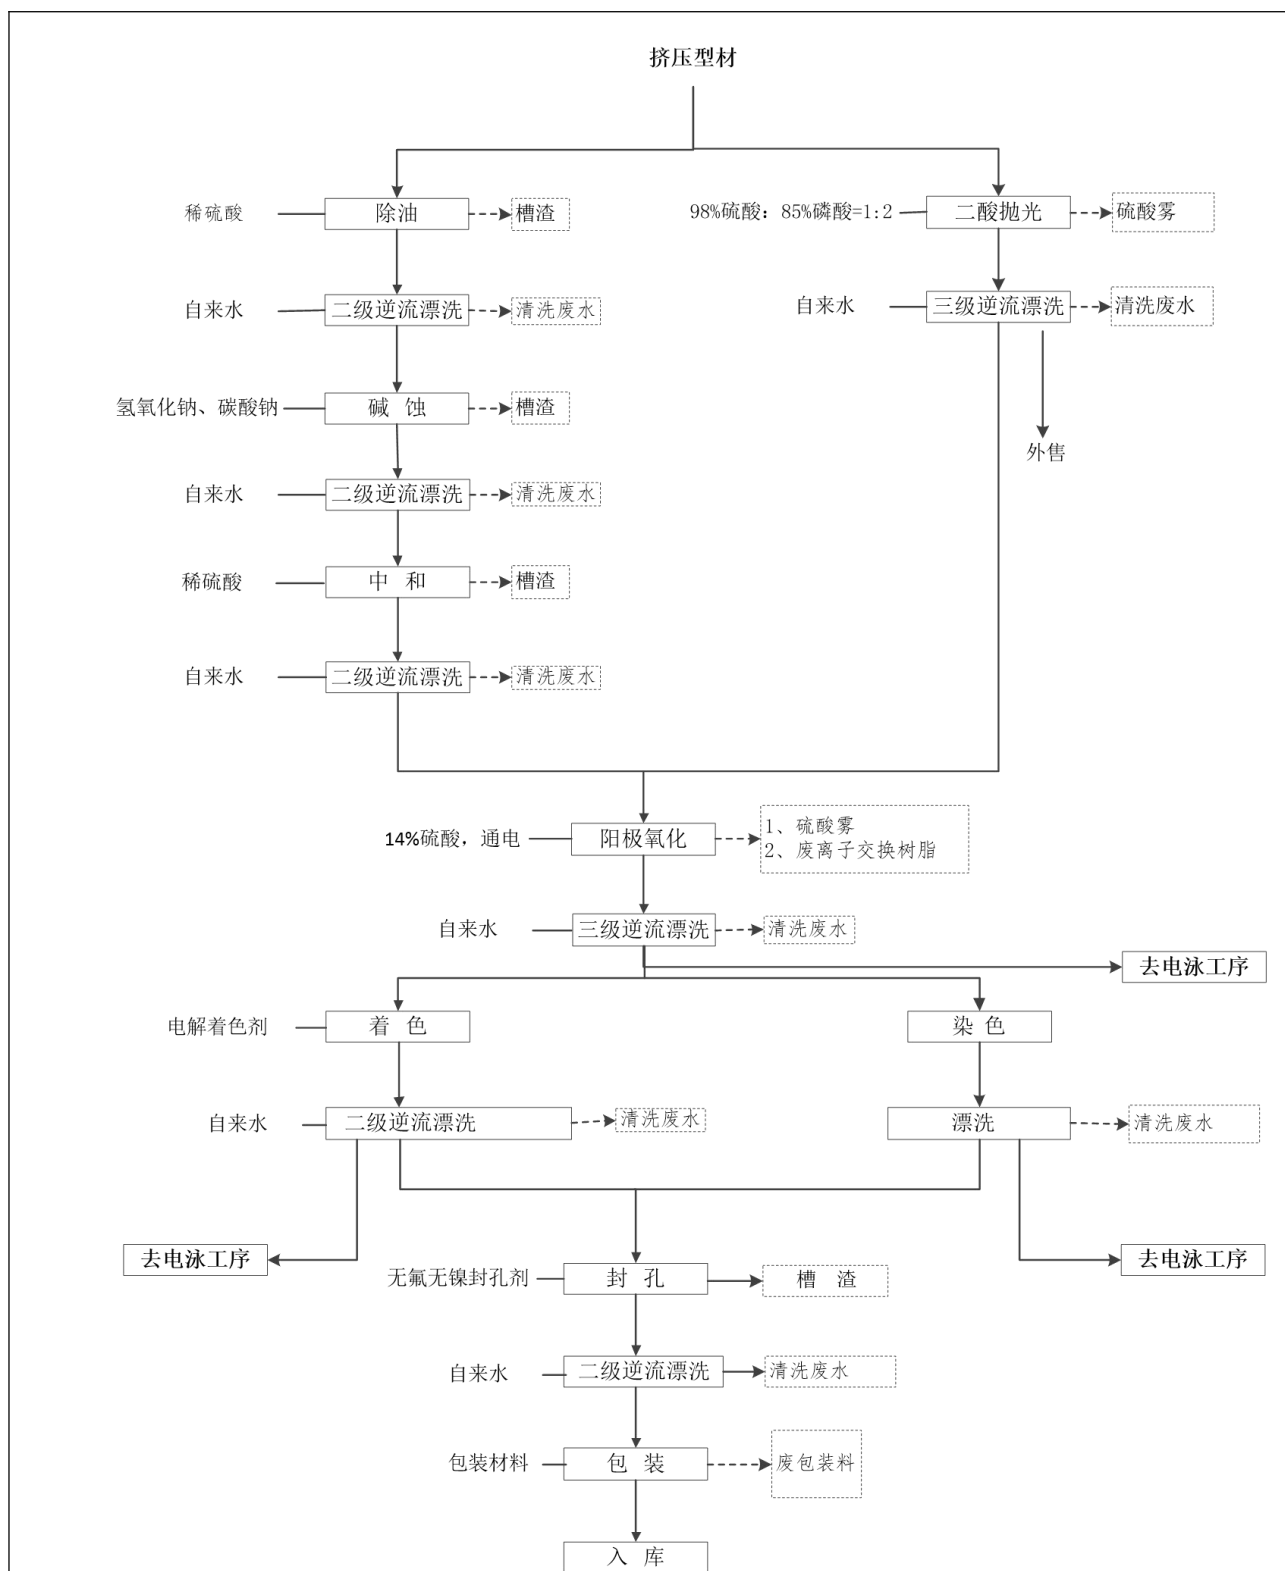 挤压型材
稀硫酸
除油
槽渣
98%硫酸：85%磷酸=1:2
二酸抛光
硫酸雾
自来水
二级逆流漂洗
清洗废水
自来水
三级逆流漂洗
清洗废水
氢氧化钠、碳酸钠
碱 蚀
槽渣
外售
自来水
二级逆流漂洗
清洗废水
稀硫酸
中 和
槽渣
自来水
二级逆流漂洗
清洗废水
14%硫酸，通电
阳极氧化
1、硫酸雾
2、废离子交换树脂
自来水
三级逆流漂洗
清洗废水
去电泳工序
电解着色剂
着 色
染 色
自来水
二级逆流漂洗
清洗废水
漂洗
清洗废水
去电泳工序
去电泳工序
无氟无镍封孔剂
封 孔
槽 渣
自来水
二级逆流漂洗
清洗废水
包装材料
包 装
废包装料
入 库